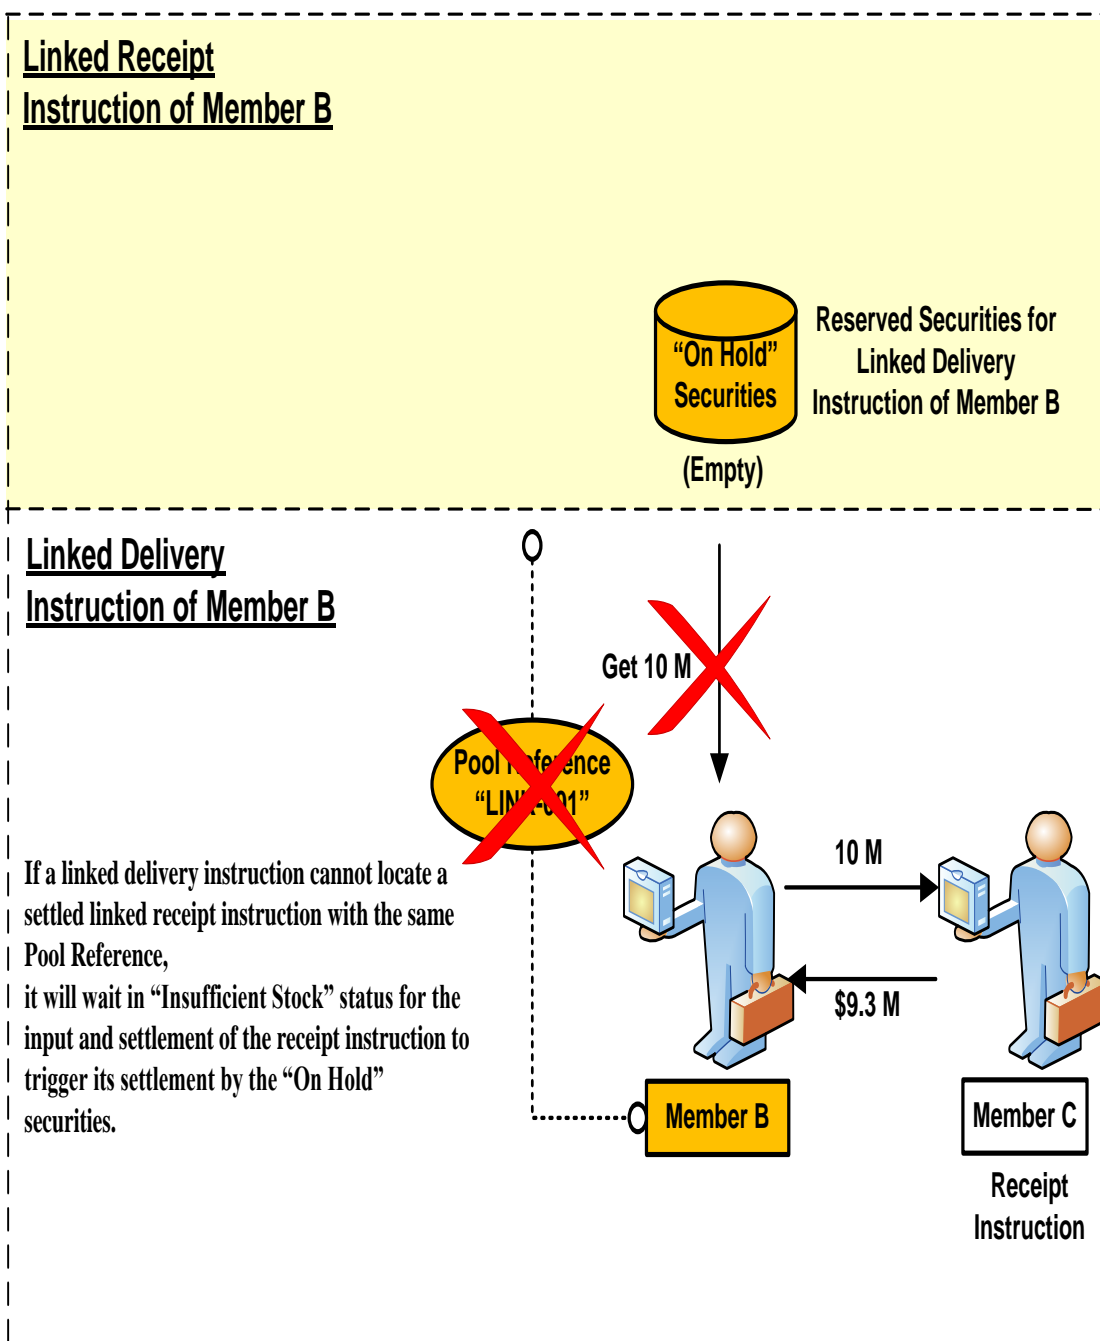 Linked Receipt
Instruction of Member B
“On Hold”
Securities
(Empty)
Reserved Securities for
Linked Delivery
Instruction of Member B
Linked Delivery
Instruction of Member B
Get 10 M
Pool Reference
“LINK-001”
10 M
$9.3 M
If a linked delivery instruction cannot locate a
settled linked receipt instruction with the same
Pool Reference,
it will wait in “Insufficient Stock” status for the
input and settlement of the receipt instruction to
trigger its settlement by the “On Hold”
securities.
Member B
Member C
Receipt
Instruction